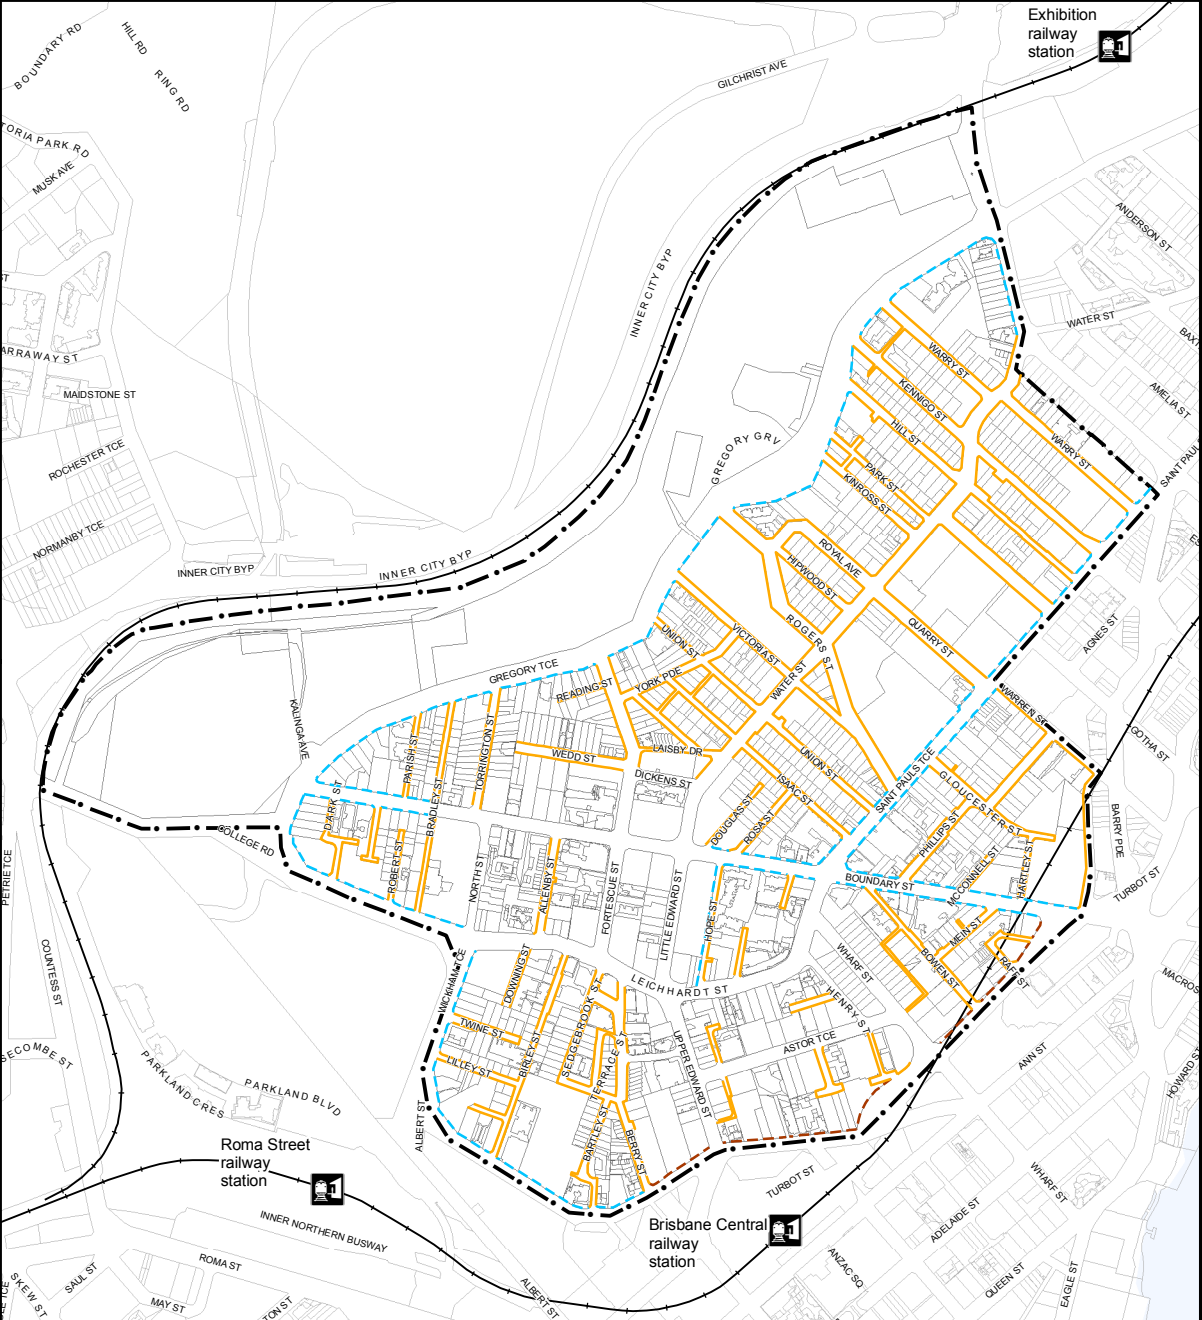 Exhibition
railway
station
BOUNDARY RD
HILL RD
RING RD
GILCHRIST AVE
TORIA PARK RD
MUSK AVE
ANDERSON ST
INNER CITY BYP
WATER ST
BAXT
ST
ARRAWAY ST
WARRY ST
MAIDSTONE ST
KENNIGO ST
AMELIA ST
HILL ST
GREGORY GRV
WARRY ST
ROCHESTER TCE
SAINT PAUL
PARK ST
KINROSS ST
NORMANBY TCE
INNER CITY BYP
INNER CITY BYP
ROYAL AVE
HIPWOOD ST
ROGERS ST
QUARRY ST
AGNES ST
UNION ST
VICTORIA ST
GREGORY TCE
READING ST
YORK PDE
WATER ST
WARREN ST
KALINGA AVE
GOTHA ST
PARISH ST
TORRINGTON ST
WEDD ST
LAISBY DR
UNION ST
DICKENS ST
ISAAC ST
SAINT PAULS TCE
GLOUCESTER ST
D'ARK ST
BRADLEY ST
DOUGLAS ST
ROSA ST
PHILLIPS ST
BARRY PDE
COLLEGE RD
ROBERT ST
NORTH ST
ALLENBY ST
FORTESCUE ST
LITTLE EDWARD ST
HOPE ST
BOUNDARY ST
MCCONNELL ST
HARTLEY ST
TURBOT ST
PETRIE TCE
COUNTESS ST
WICKHAM TCE
DOWNING ST
LEICHHARDT ST
WHARF ST
BOWEN ST
MEIN ST
RAFF ST
MACROS
SEDGEBROOK ST
HENRY ST
TWINE ST
BIRLEY ST
TERRACE ST
UPPER EDWARD ST
ASTOR TCE
ANN ST
SECOMBE ST
LILLEY ST
HOWARD ST
PARKLAND CRES
PARKLAND BLVD
ALBERT ST
BARTLEY ST
BERRY ST
Roma Street
railway
station
TURBOT ST
WHARF ST
INNER NORTHERN BUSWAY
Brisbane Central
railway
station
ADELAIDE ST
ROMA ST
ANZAC SQ
QUEEN ST
EAGLE ST
SAUL ST
SKEW ST
MAY ST
TON ST
ALBERT ST
LE TCE